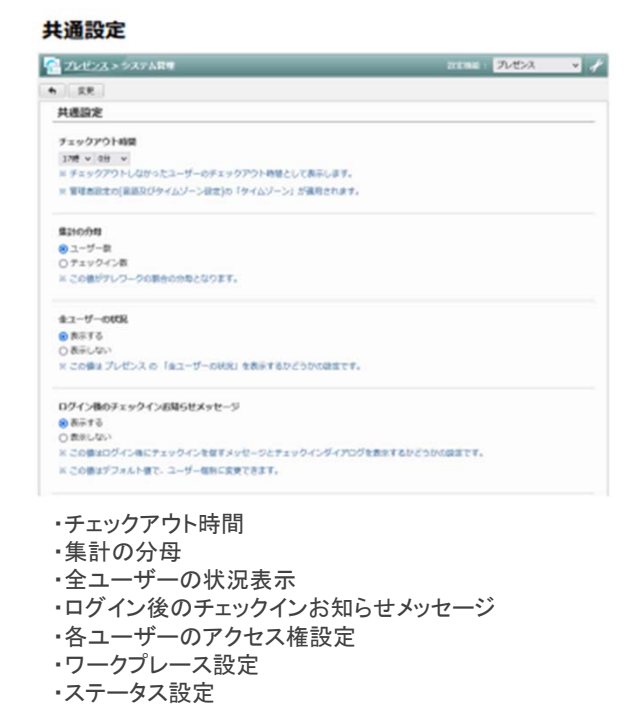 共通設定
プレゼンス > システム管理
設定機能 : プレゼンス
変更
共通設定
チェックアウト時間
17時 0分
※ チェックアウトしなかったユーザーのチェックアウト時間として表示します。
※ 管理者設定の[言語及びタイムゾーン設定]の「タイムゾーン」が適用されます。
集計の分母
ユーザー数
チェックイン数
※ この値がテレワークの割合の分母となります。
全ユーザーの状況
表示する
表示しない
※ この値は プレゼンス の 「全ユーザーの状況」を表示するかどうかの設定です。
ログイン後のチェックインお知らせメッセージ
表示する
表示しない
※ この値はログイン後にチェックインを促すメッセージとチェックインダイアログを表示するかどうかの設定です。
※ この値はデフォルト値で、ユーザー個別に変更できます。
・チェックアウト時間
・集計の分母
・全ユーザーの状況表示
・ログイン後のチェックインお知らせメッセージ
・各ユーザーのアクセス権設定
・ワークプレース設定
・ステータス設定